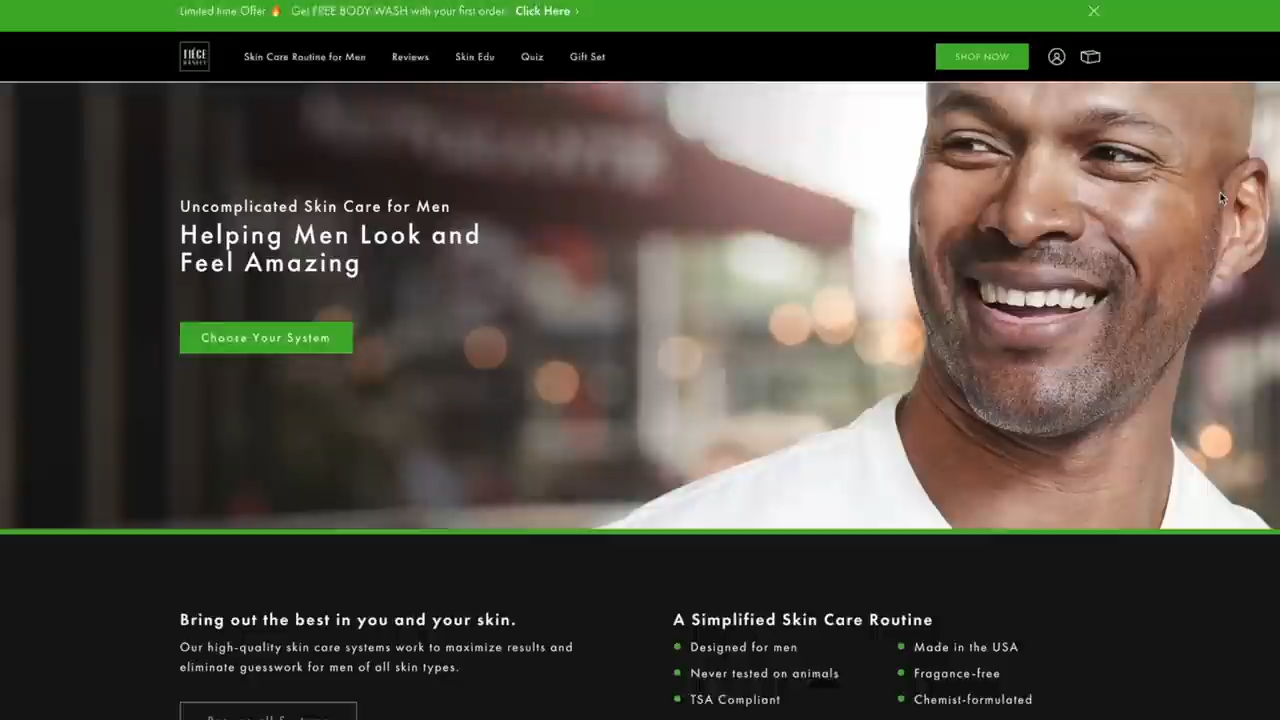 Limited time Offer 🔥 Get FREE BODY WASH with your first order. Click Here ›
TIEGE
HANLEY
Skin Care Routine for Men
Reviews
Skin Edu
Quiz
Gift Set
SHOP NOW
Uncomplicated Skin Care for Men
Helping Men Look and
Feel Amazing
Choose Your System
Bring out the best in you and your skin.
Our high-quality skin care systems work to maximize results and
eliminate guesswork for men of all skin types.
A Simplified Skin Care Routine
Designed for men
Made in the USA
Never tested on animals
Fragance-free
TSA Compliant
Chemist-formulated